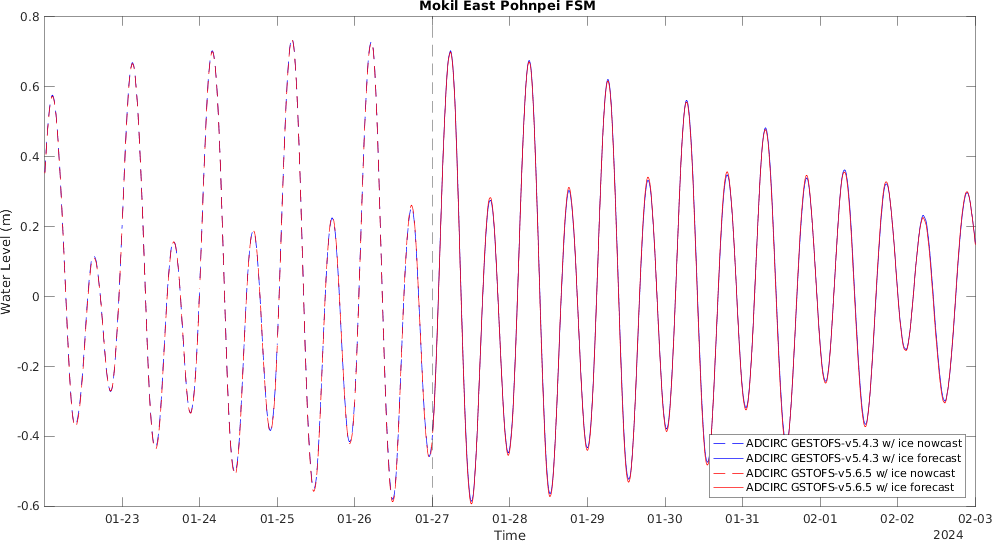 Mokil East Pohnpei FSM
0.8
0.6
0.4
0.2
0
-0.2
-0.4
-0.6
Water Level (m)
ADCIRC GESTOFS-v5.4.3 w/ ice nowcast
ADCIRC GESTOFS-v5.4.3 w/ ice forecast
ADCIRC GSTOFS-v5.6.5 w/ ice nowcast
ADCIRC GSTOFS-v5.6.5 w/ ice forecast
01-23 01-24 01-25 01-26 01-27 01-28 01-29 01-30 01-31 02-01 02-02 02-03
Time
2024